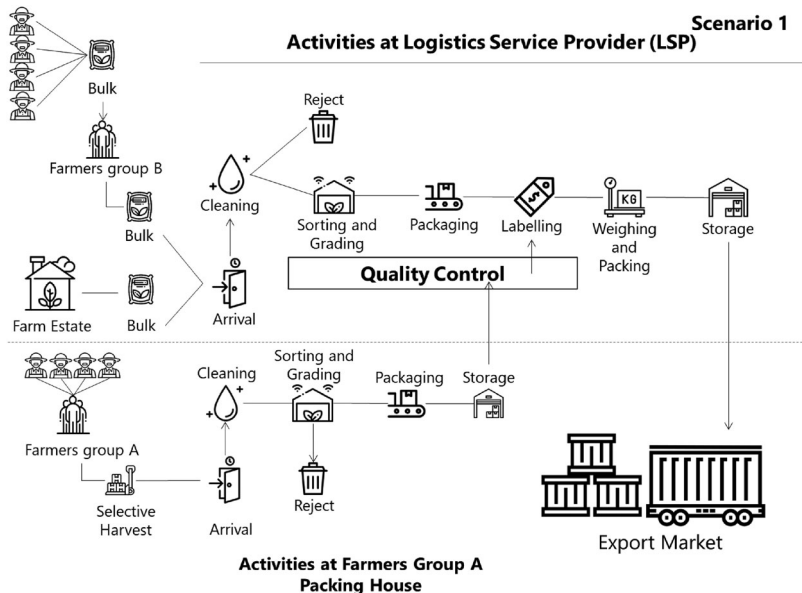 Scenario 1
Activities at Logistics Service Provider (LSP)
Bulk
Farmers group B
Bulk
Farm Estate
Bulk
Arrival
Cleaning
Reject
Sorting and
Grading
Packaging
Labelling
KG
Weighing
and
Packing
Storage
Quality Control
Farmers group A
Selective
Harvest
Arrival
Cleaning
Sorting and
Grading
Reject
Packaging
Storage
Export Market
Activities at Farmers Group A
Packing House